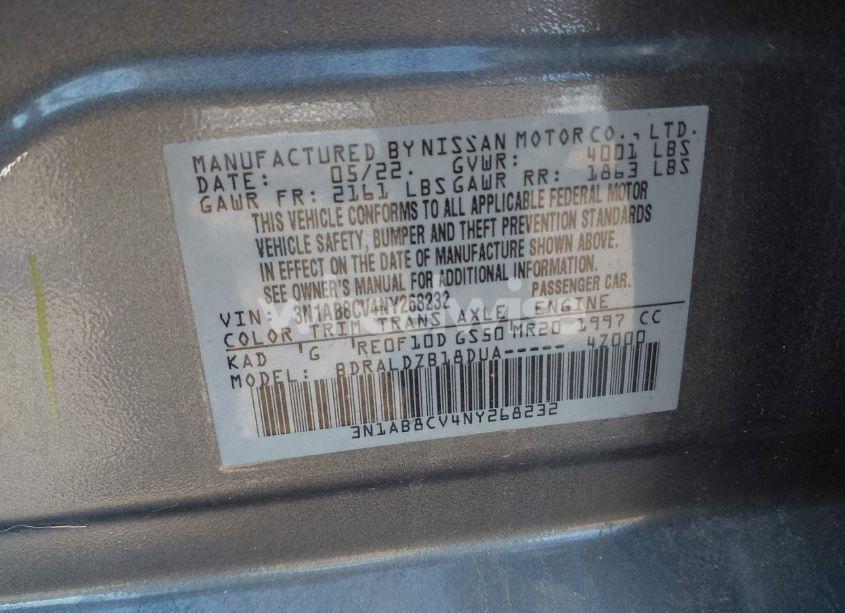 MANUFACTURED BY NISSAN MOTOR CO., LTD.
DATE: 05/22. GVWR: 4001 LBS
GAWR FR: 2161 LBS GAWR RR: 1863 LBS
THIS VEHICLE CONFORMS TO ALL APPLICABLE FEDERAL MOTOR
VEHICLE SAFETY, BUMPER AND THEFT PREVENTION STANDARDS
IN EFFECT ON THE DATE OF MANUFACTURE SHOWN ABOVE.
SEE OWNER'S MANUAL FOR ADDITIONAL INFORMATION
VIN: 3N1AB8CV4NY268232 PASSENGER CAR.
COLOR TRIM TRANS AXLE ENGINE
KAD 'G RE0F10D GS50 MR20 1997 CC
MODEL: BDRALDZB18DUA----- 47000
3N1AB8CV4NY268232